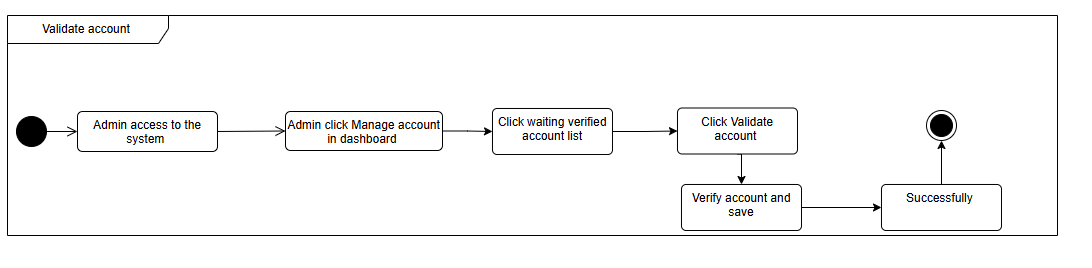 Validate account
Admin access to the
system
Admin click Manage account
in dashboard
Click waiting verified
account list
Click Validate
account
Verify account and
save
Successfully